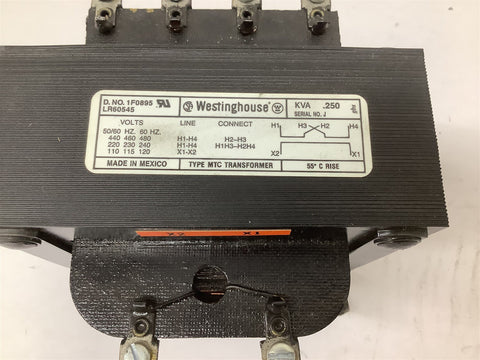 D. NO. 1F0895
LR60545
Westinghouse
KVA .250
SERIAL NO. J
VOLTS LINE CONNECT
50/60 HZ. 60 HZ.
440 460 480 H1-H4 H2-H3
220 230 240 H1-H4 H1H3-H2H4
110 115 120 X1-X2
H1 H3 H2 H4
X2 X1
MADE IN MEXICO TYPE MTC TRANSFORMER 55° C RISE
X2 X1